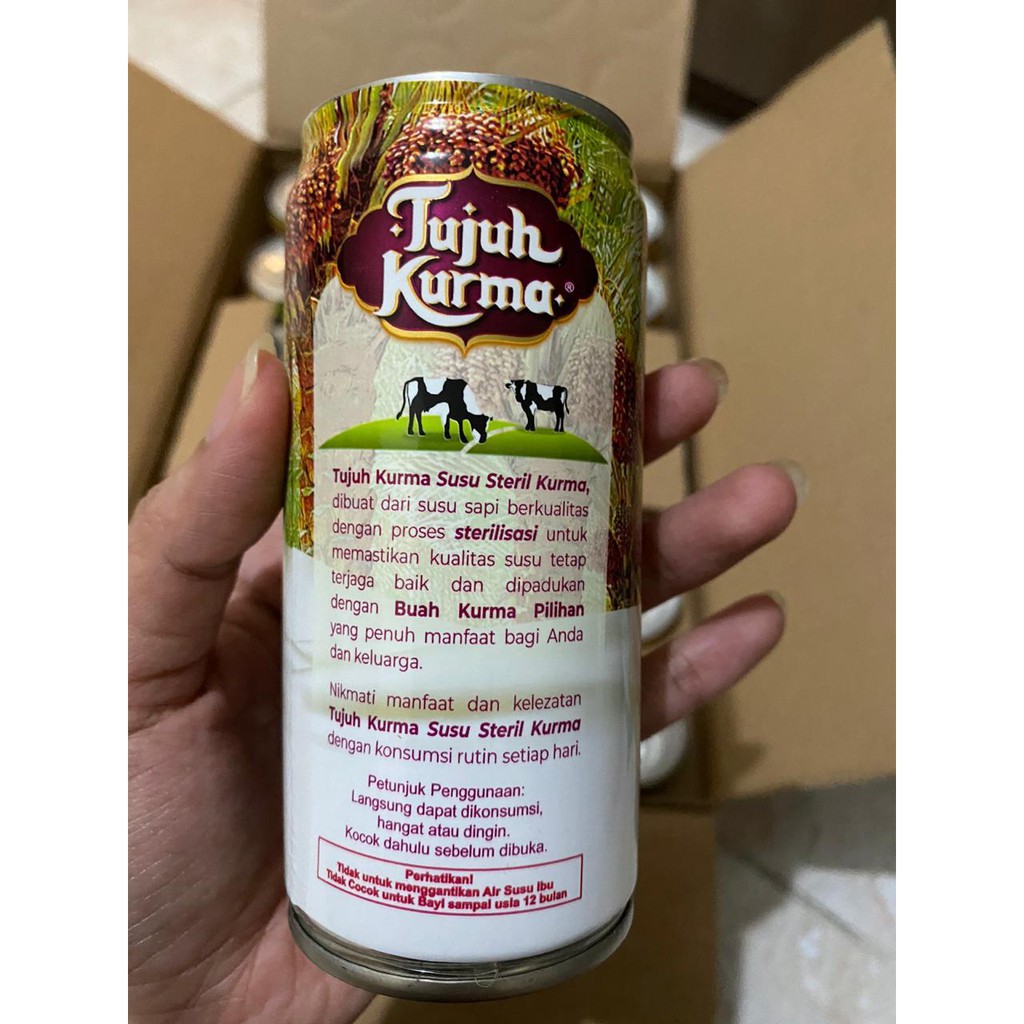 Tujuh
Kurma®
Tujuh Kurma Susu Steril Kurma,
dibuat dari susu sapi berkualitas
dengan proses sterilisasi untuk
memastikan kualitas susu tetap
terjaga baik dan dipadukan
dengan Buah Kurma Pilihan
yang penuh manfaat bagi Anda
dan keluarga.
Nikmati manfaat dan kelezatan
Tujuh Kurma Susu Steril Kurma
dengan konsumsi rutin setiap hari.
Petunjuk Penggunaan:
Langsung dapat dikonsumsi,
hangat atau dingin.
Kocok dahulu sebelum dibuka.
Perhatikan!
Tidak untuk menggantikan Air Susu Ibu
Tidak Cocok untuk Bayi sampai usia 12 bulan